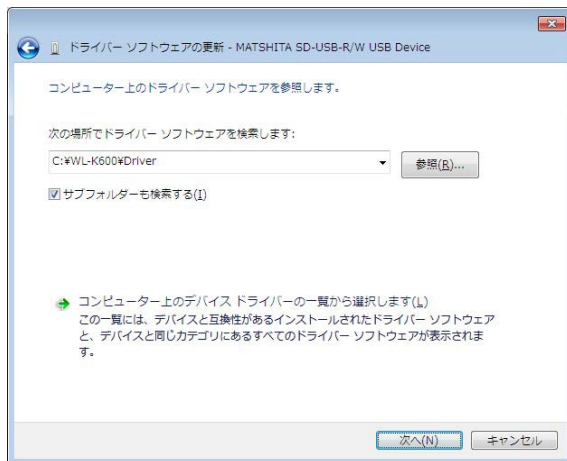 ドライバー ソフトウェアの更新 - MATSHITA SD-USB-R/W USB Device
コンピューター上のドライバー ソフトウェアを参照します。
次の場所でドライバー ソフトウェアを検索します:
C:¥WL-K600¥Driver
参照(R)...
サブフォルダーも検索する(I)
コンピューター上のデバイス ドライバーの一覧から選択します(L)
この一覧には、デバイスと互換性があるインストールされたドライバー ソフトウェア
と、デバイスと同じカテゴリにあるすべてのドライバー ソフトウェアが表示されま
す。
次へ(N)
キャンセル